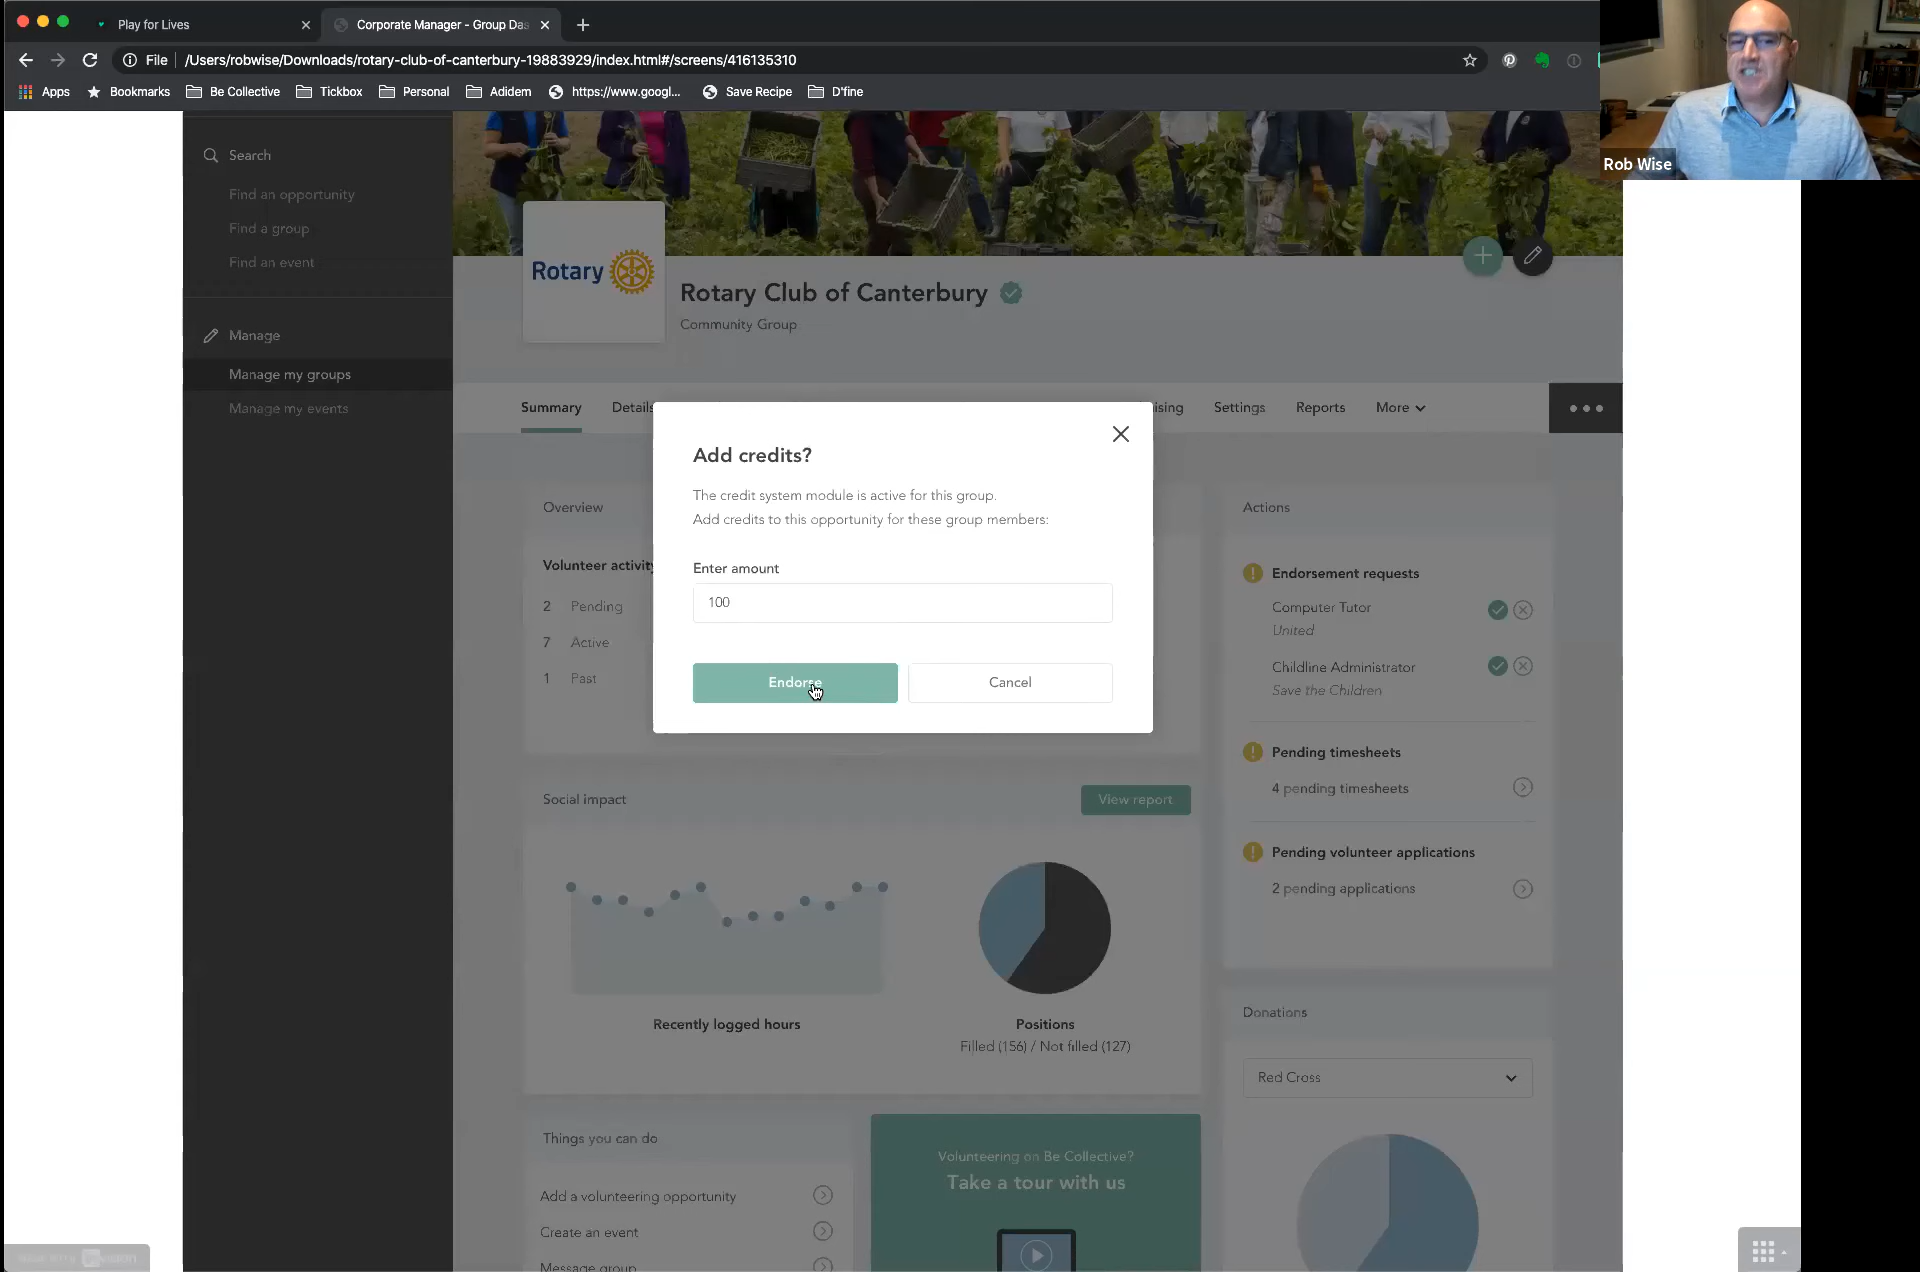 Play for Lives
Corporate Manager - Group Das
File
/Users/robwise/Downloads/rotary-club-of-canterbury-19883929/index.html#/screens/416135310
Apps
Bookmarks
Be Collective
Tickbox
Personal
Adidem
https://www.googl...
Save Recipe
D'fine
Rob Wise
Search
Find an opportunity
Find a group
Find an event
Manage
Manage my groups
Manage my events
Rotary
Rotary Club of Canterbury
Community Group
Summary
Details
ising
Settings
Reports
More
Add credits?
The credit system module is active for this group.
Add credits to this opportunity for these group members:
Enter amount
100
Endorse
Cancel
Overview
Volunteer activity
2 Pending
7 Active
1 Past
Actions
Endorsement requests
Computer Tutor
United
Childline Administrator
Save the Children
Pending timesheets
4 pending timesheets
Pending volunteer applications
2 pending applications
Social impact
View report
Recently logged hours
Positions
Filled (156) / Not filled (127)
Donations
Red Cross
Things you can do
Add a volunteering opportunity
Create an event
Message group
Volunteering on Be Collective?
Take a tour with us